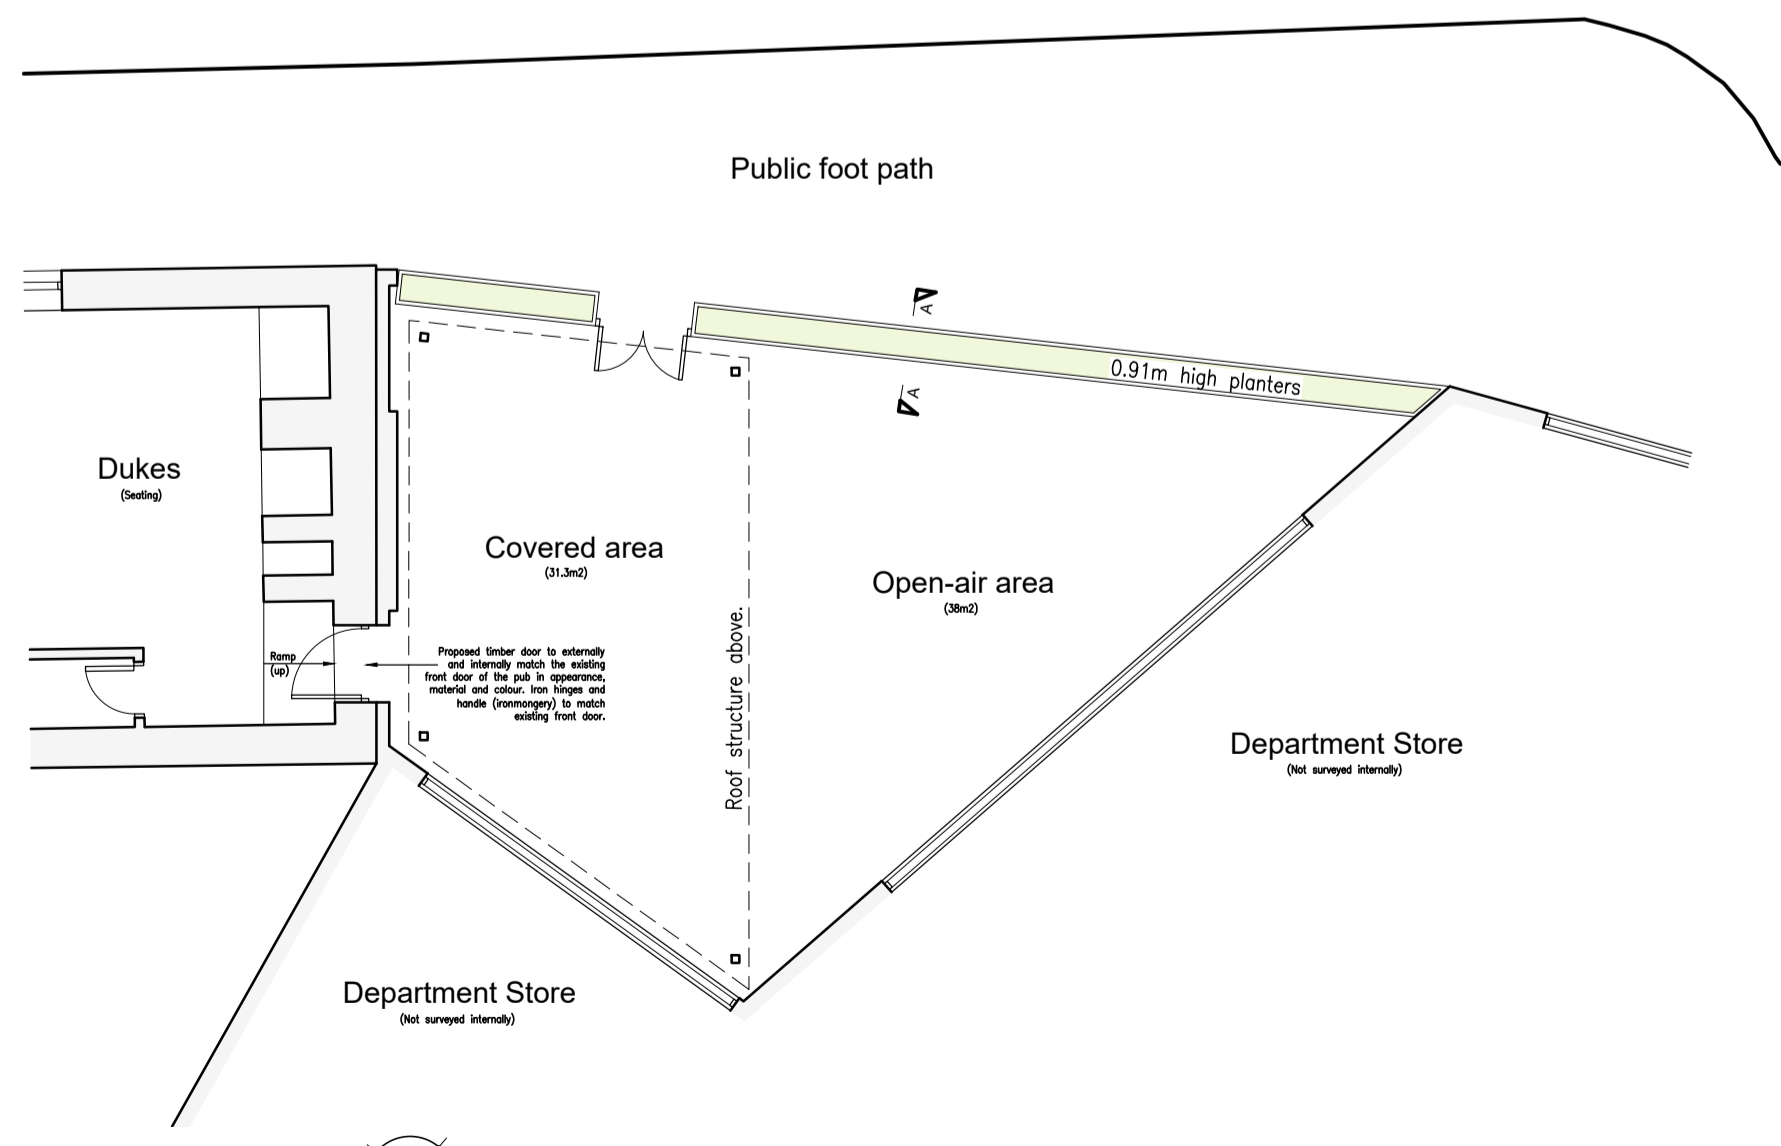 Public foot path
A
A
0.91m high planters
Dukes
(Seating)
Covered area
(31.3m2)
Open-air area
(38m2)
Roof structure above.
Ramp
(up)
Proposed timber door to externally
and internally match the existing
front door of the pub in appearance,
material and colour. Iron hinges and
handle (ironmongery) to match
existing front door.
Department Store
(Not surveyed internally)
Department Store
(Not surveyed internally)